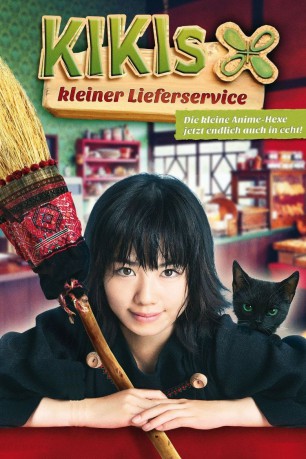 KIKIs
kleiner Lieferservice
Die kleine Anime-Hexe
jetzt endlich auch in echt!